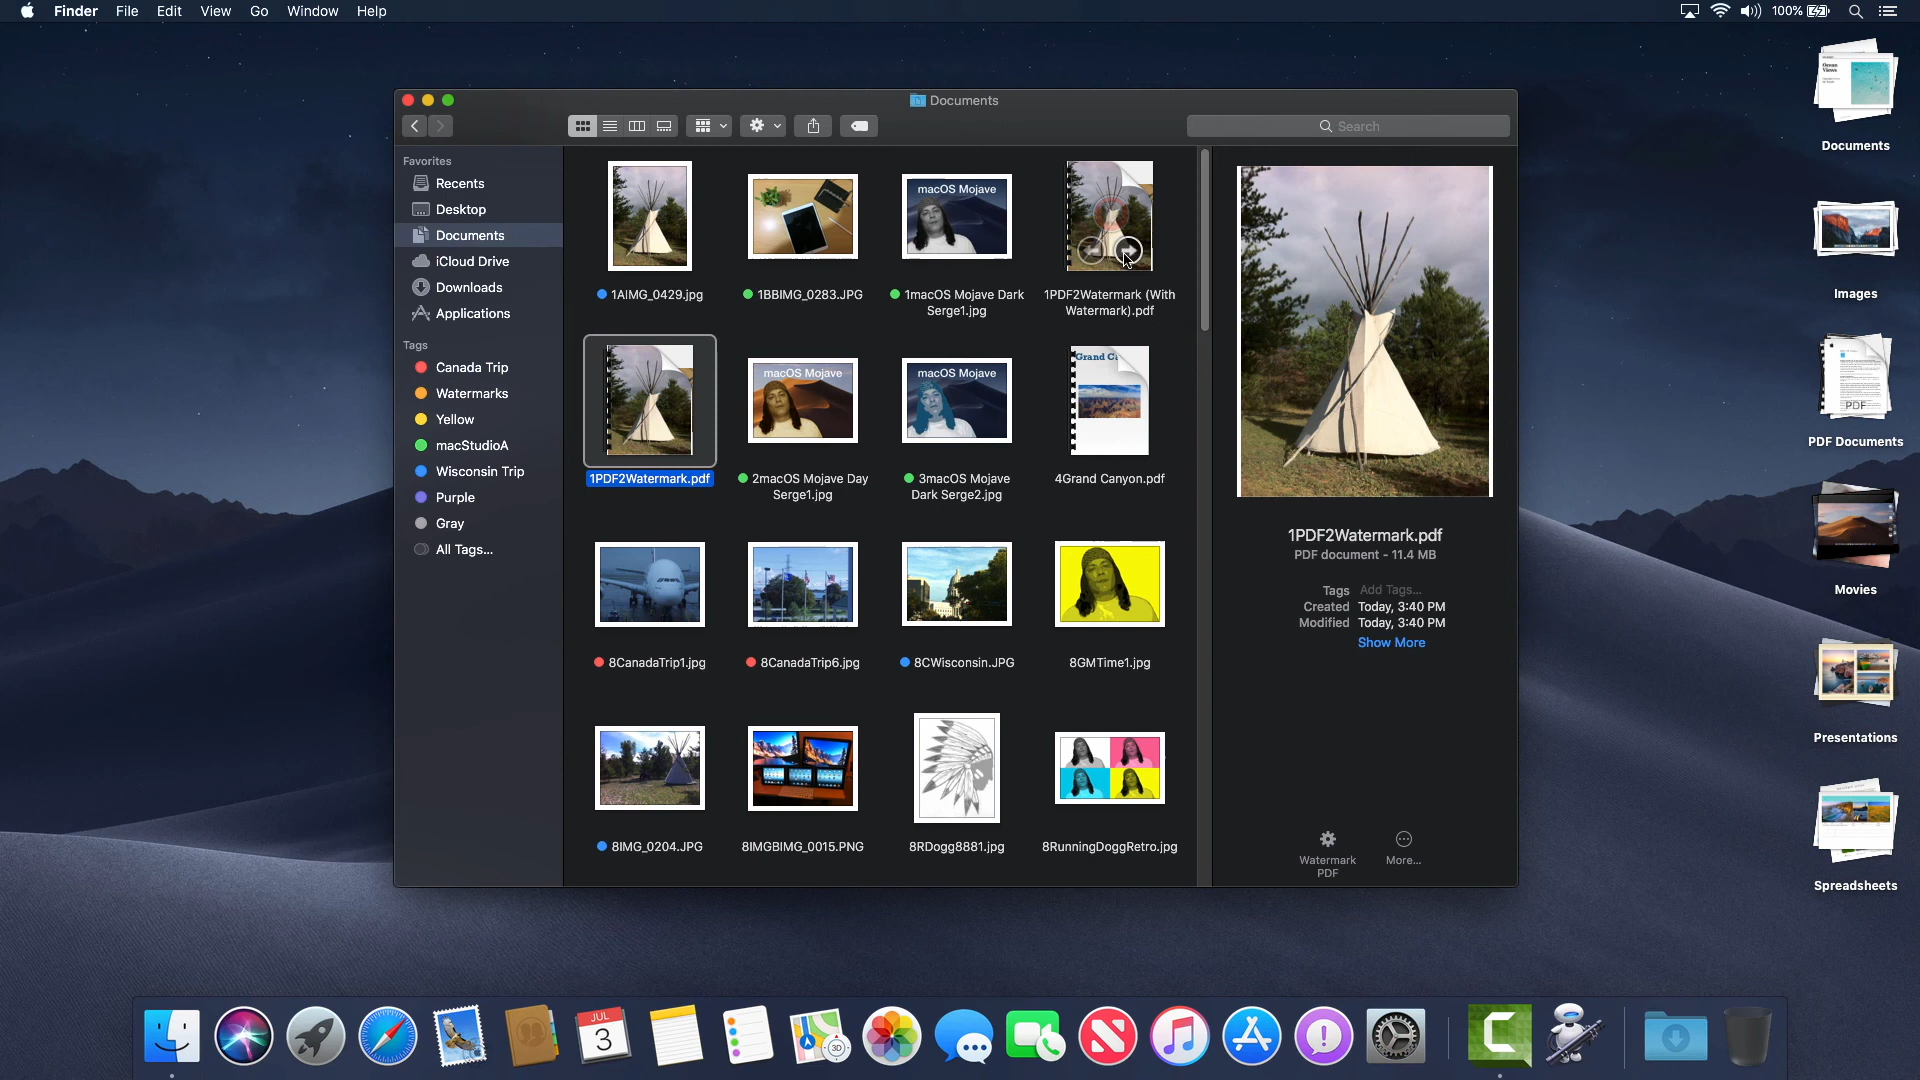 Finder File Edit View Go Window Help
100%
Documents
Search
Favorites
Recents
Desktop
Documents
iCloud Drive
Downloads
Applications
Tags
Canada Trip
Watermarks
Yellow
macStudioA
Wisconsin Trip
Purple
Gray
All Tags...
macOS Mojave
1AIMG_0429.jpg
1BBIMG_0283.JPG
1macOS Mojave Dark
Serge1.jpg
1PDF2Watermark (With
Watermark).pdf
macOS Mojave
macOS Mojave
Grand Ca
1PDF2Watermark.pdf
2macOS Mojave Day
Serge1.jpg
3macOS Mojave
Dark Serge2.jpg
4Grand Canyon.pdf
8CanadaTrip1.jpg
8CanadaTrip6.jpg
8CWisconsin.JPG
8GMTime1.jpg
8IMG_0204.JPG
8IMGBIMG_0015.PNG
8RDogg8881.jpg
8RunningDoggRetro.jpg
1PDF2Watermark.pdf
PDF document - 11.4 MB
Tags Add Tags...
Created Today, 3:40 PM
Modified Today, 3:40 PM
Show More
Watermark
PDF
More...
Ocean
Views
Documents
Images
PDF
PDF Documents
Movies
Presentations
Spreadsheets
JUL
3
3D